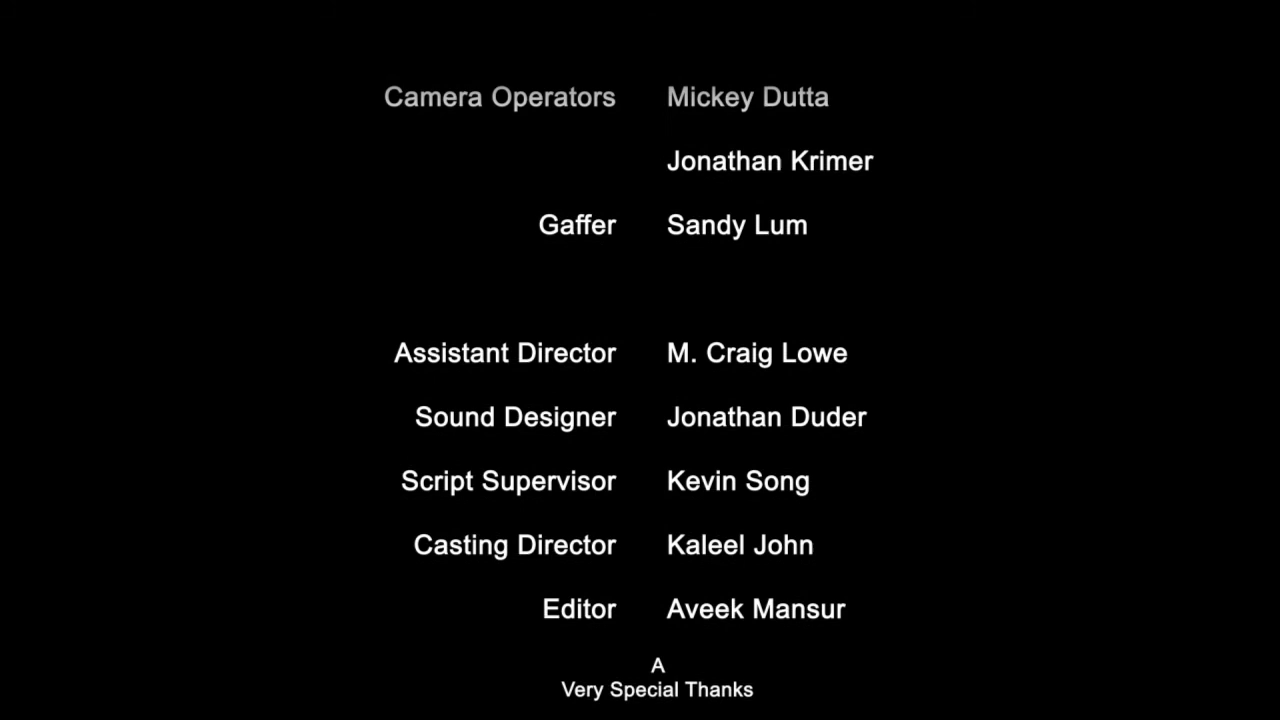 Camera Operators Mickey Dutta
Jonathan Krimer
Gaffer Sandy Lum
Assistant Director M. Craig Lowe
Sound Designer Jonathan Duder
Script Supervisor Kevin Song
Casting Director Kaleel John
Editor Aveek Mansur
A
Very Special Thanks